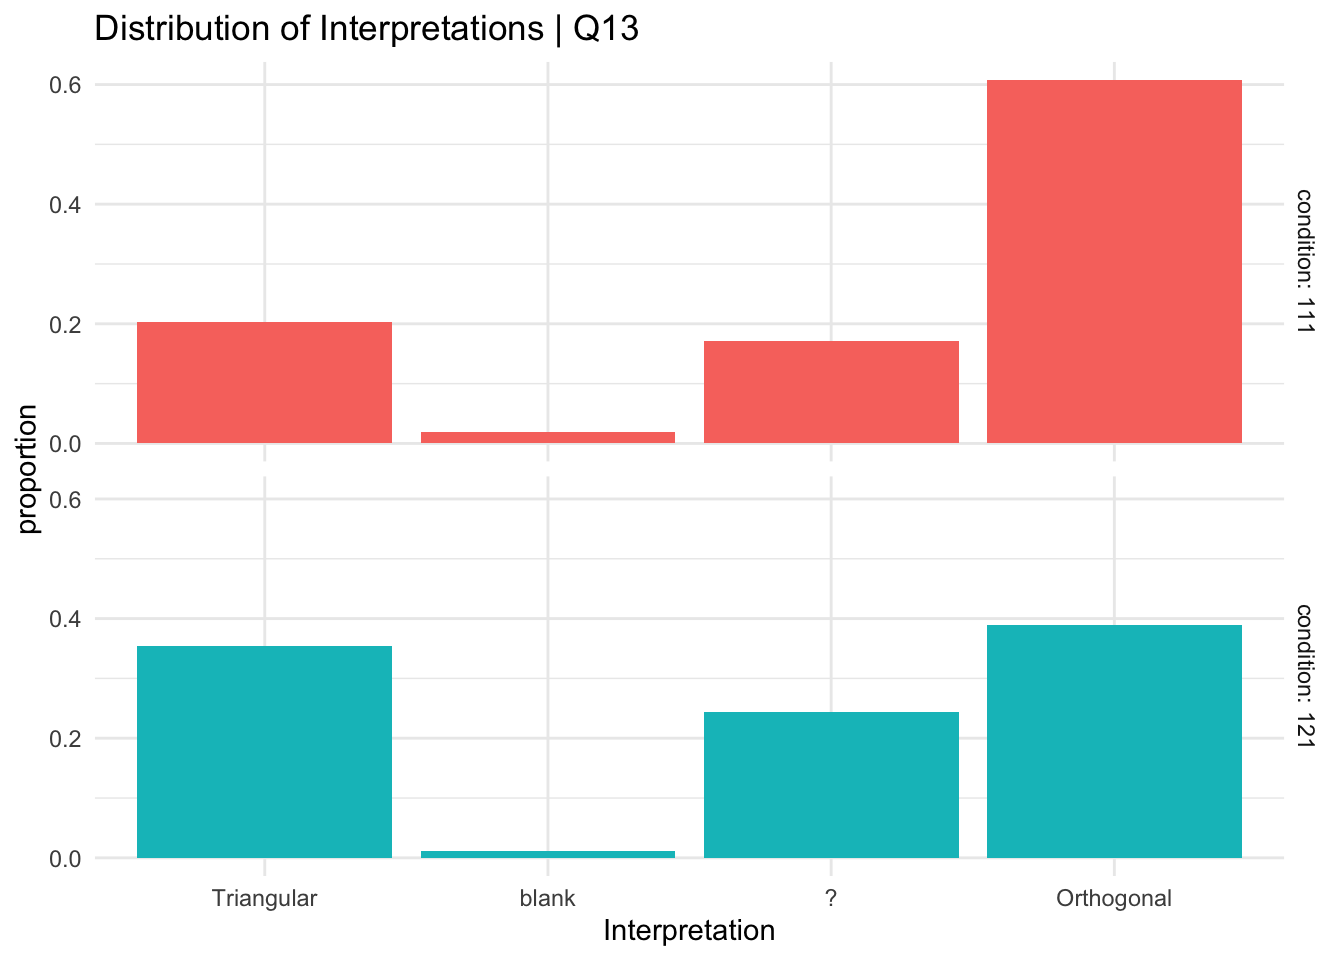 Distribution of Interpretations | Q13
proportion
0.6
0.4
0.2
0.0
condition: 111
0.6
0.4
0.2
0.0
condition: 121
Triangular
blank
?
Orthogonal
Interpretation